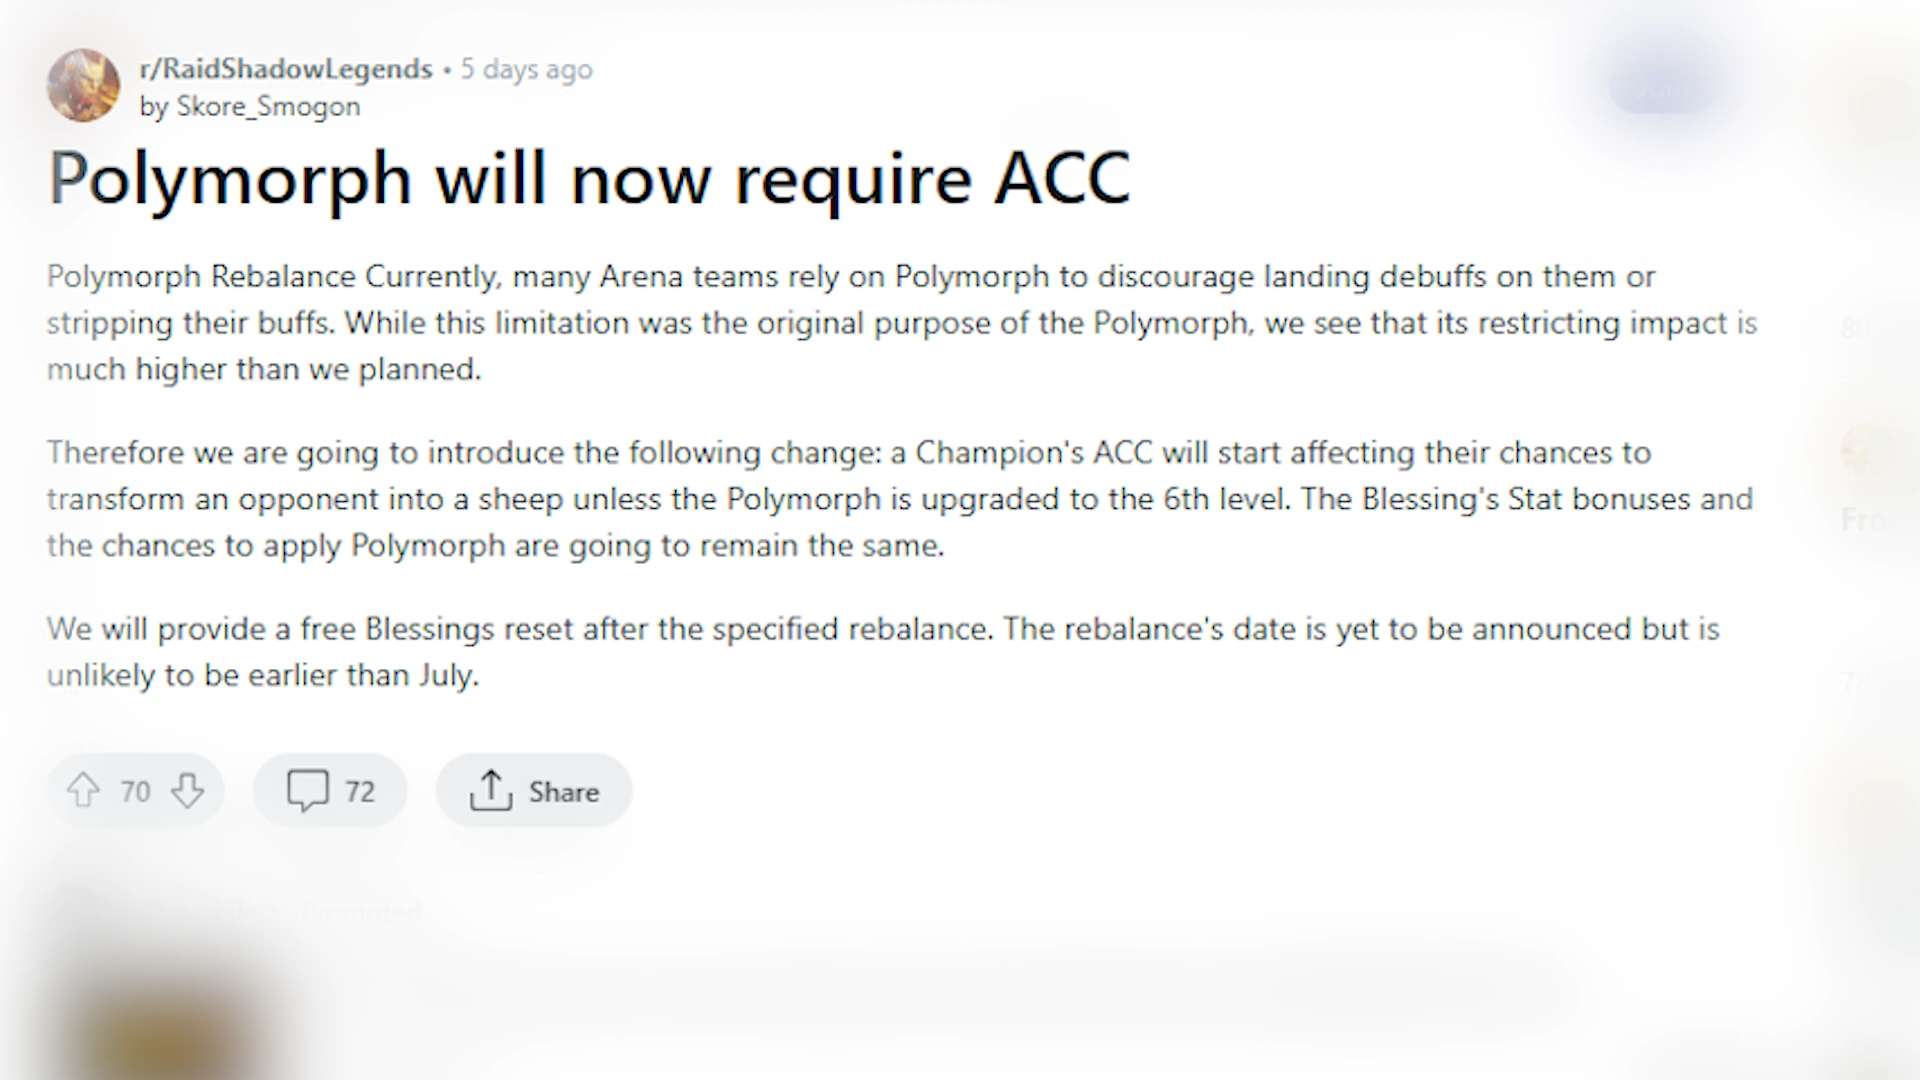 r/RaidShadowLegends • 5 days ago
by Skore_Smogon
Polymorph will now require ACC
Polymorph Rebalance Currently, many Arena teams rely on Polymorph to discourage landing debuffs on them or
stripping their buffs. While this limitation was the original purpose of the Polymorph, we see that its restricting impact is
much higher than we planned.
Therefore we are going to introduce the following change: a Champion's ACC will start affecting their chances to
transform an opponent into a sheep unless the Polymorph is upgraded to the 6th level. The Blessing's Stat bonuses and
the chances to apply Polymorph are going to remain the same.
We will provide a free Blessings reset after the specified rebalance. The rebalance's date is yet to be announced but is
unlikely to be earlier than July.
70 72 Share
Promoted